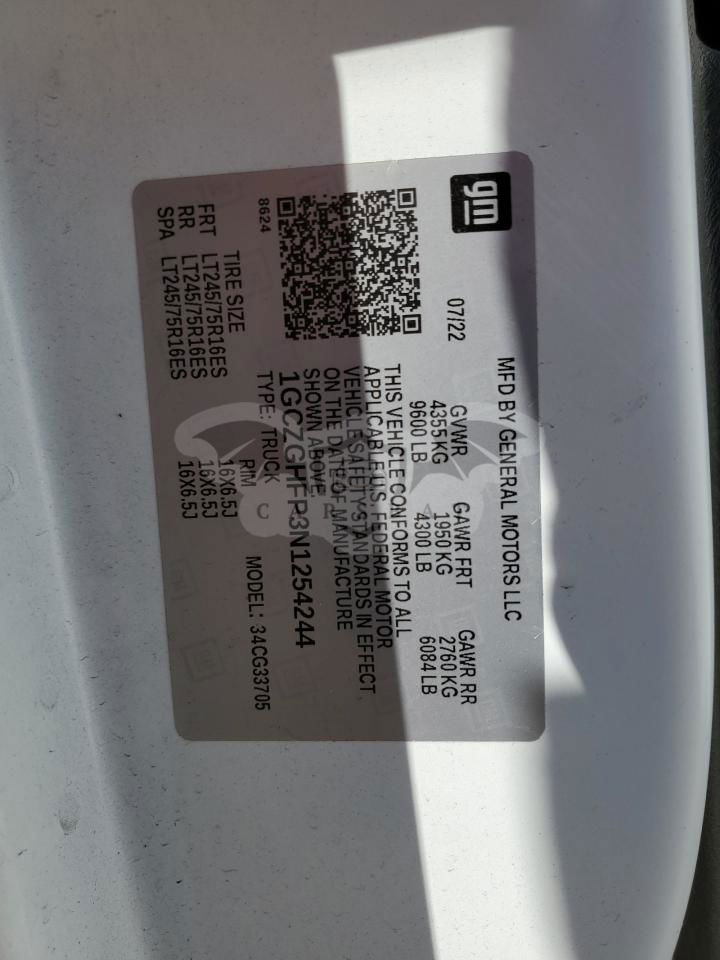 gm
MFD BY GENERAL MOTORS LLC
07/22
GVWR GAWR FRT GAWR RR
4355 KG 1950 KG 2760 KG
9600 LB 4300 LB 6084 LB
THIS VEHICLE CONFORMS TO ALL
APPLICABLE U.S. FEDERAL MOTOR
VEHICLE SAFETY STANDARDS IN EFFECT
ON THE DATE OF MANUFACTURE
SHOWN ABOVE
1GCZGHFP3N1254244
8624
TYPE: TRUCK MODEL: 34CG33705
TIRE SIZE RIM
FRT LT245/75R16ES 16X6.5J
RR LT245/75R16ES 16X6.5J
SPA LT245/75R16ES 16X6.5J